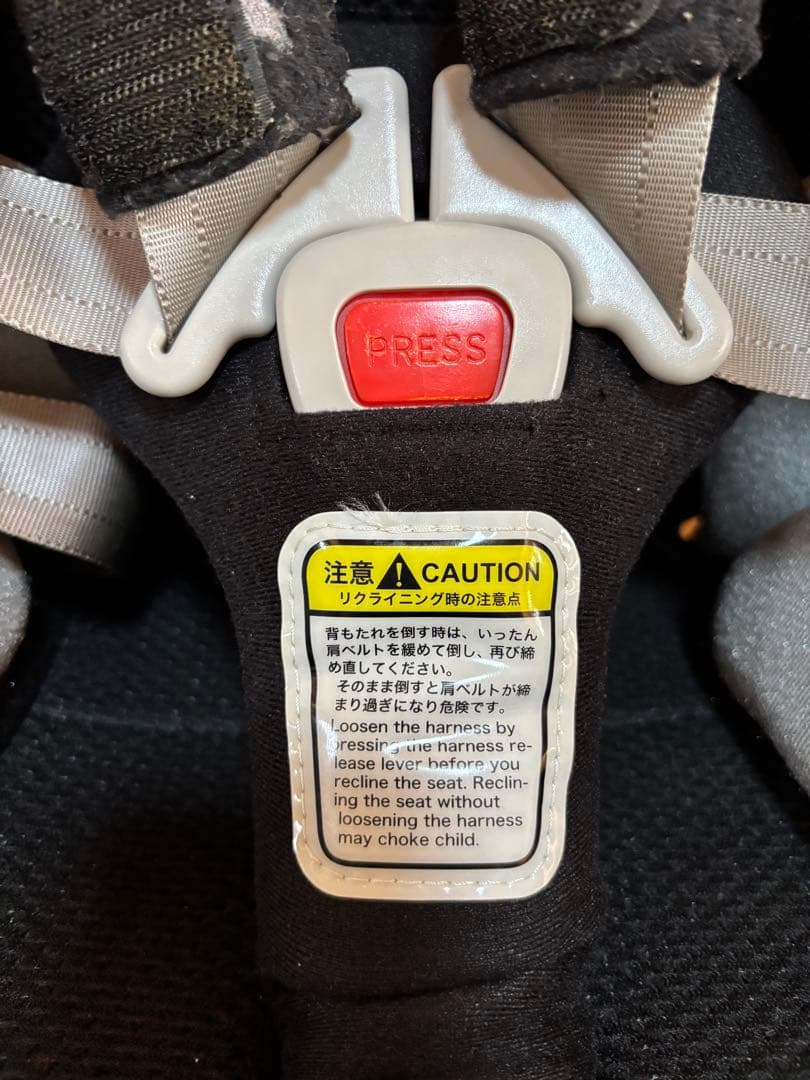 PRESS
注意 CAUTION
リクライニング時の注意点
背もたれを倒す時は、いったん
肩ベルトを緩めて倒し、再び締
め直してください。
そのまま倒すと肩ベルトが締
まり過ぎになり危険です。
Loosen the harness by
pressing the harness re-
lease lever before you
recline the seat. Reclin-
ing the seat without
loosening the harness
may choke child.